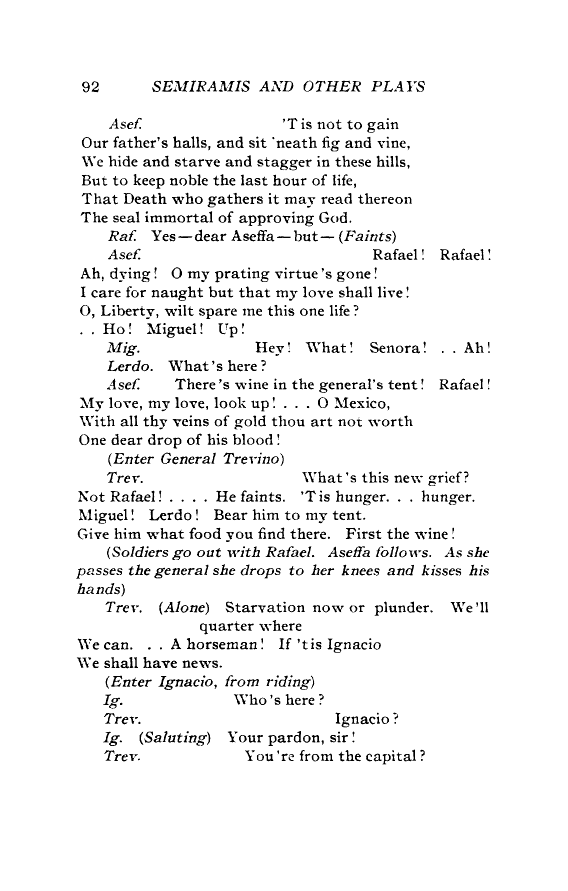 92 SEMIRAMIS AND OTHER PLAYS
Asef. 'Tis not to gain
Our father's halls, and sit 'neath fig and vine,
We hide and starve and stagger in these hills,
But to keep noble the last hour of life,
That Death who gathers it may read thereon
The seal immortal of approving God.
Raf. Yes—dear Aseffa—but— (Faints)
Asef. Rafael! Rafael!
Ah, dying! O my prating virtue's gone!
I care for naught but that my love shall live!
O, Liberty, wilt spare me this one life?
. . Ho! Miguel! Up!
Mig. Hey! What! Senora! . . Ah!
Lerdo. What's here?
Asef. There's wine in the general's tent! Rafael!
My love, my love, look up! . . . O Mexico,
With all thy veins of gold thou art not worth
One dear drop of his blood!
(Enter General Trevino)
Trev. What's this new grief?
Not Rafael! . . . . He faints. 'Tis hunger. . . hunger.
Miguel! Lerdo! Bear him to my tent.
Give him what food you find there. First the wine!
(Soldiers go out with Rafael. Aseffa follows. As she
passes the general she drops to her knees and kisses his
hands)
Trev. (Alone) Starvation now or plunder. We'll
quarter where
We can. . . A horseman! If 'tis Ignacio
We shall have news.
(Enter Ignacio, from riding)
Ig. Who's here?
Trev. Ignacio?
Ig. (Saluting) Your pardon, sir!
Trev. You're from the capital?